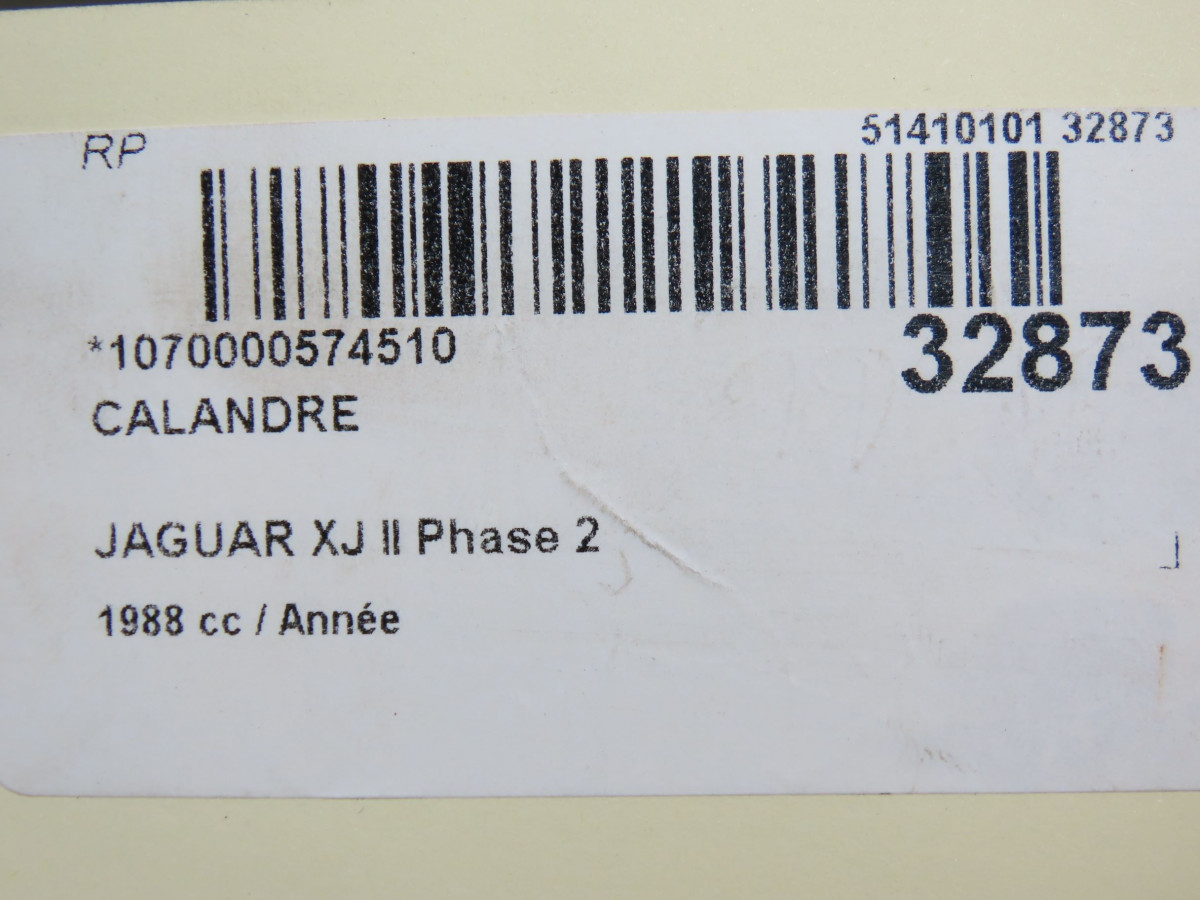 RP
51410101 32873
*1070000574510
32873
CALANDRE
JAGUAR XJ II Phase 2
1988 cc / Année